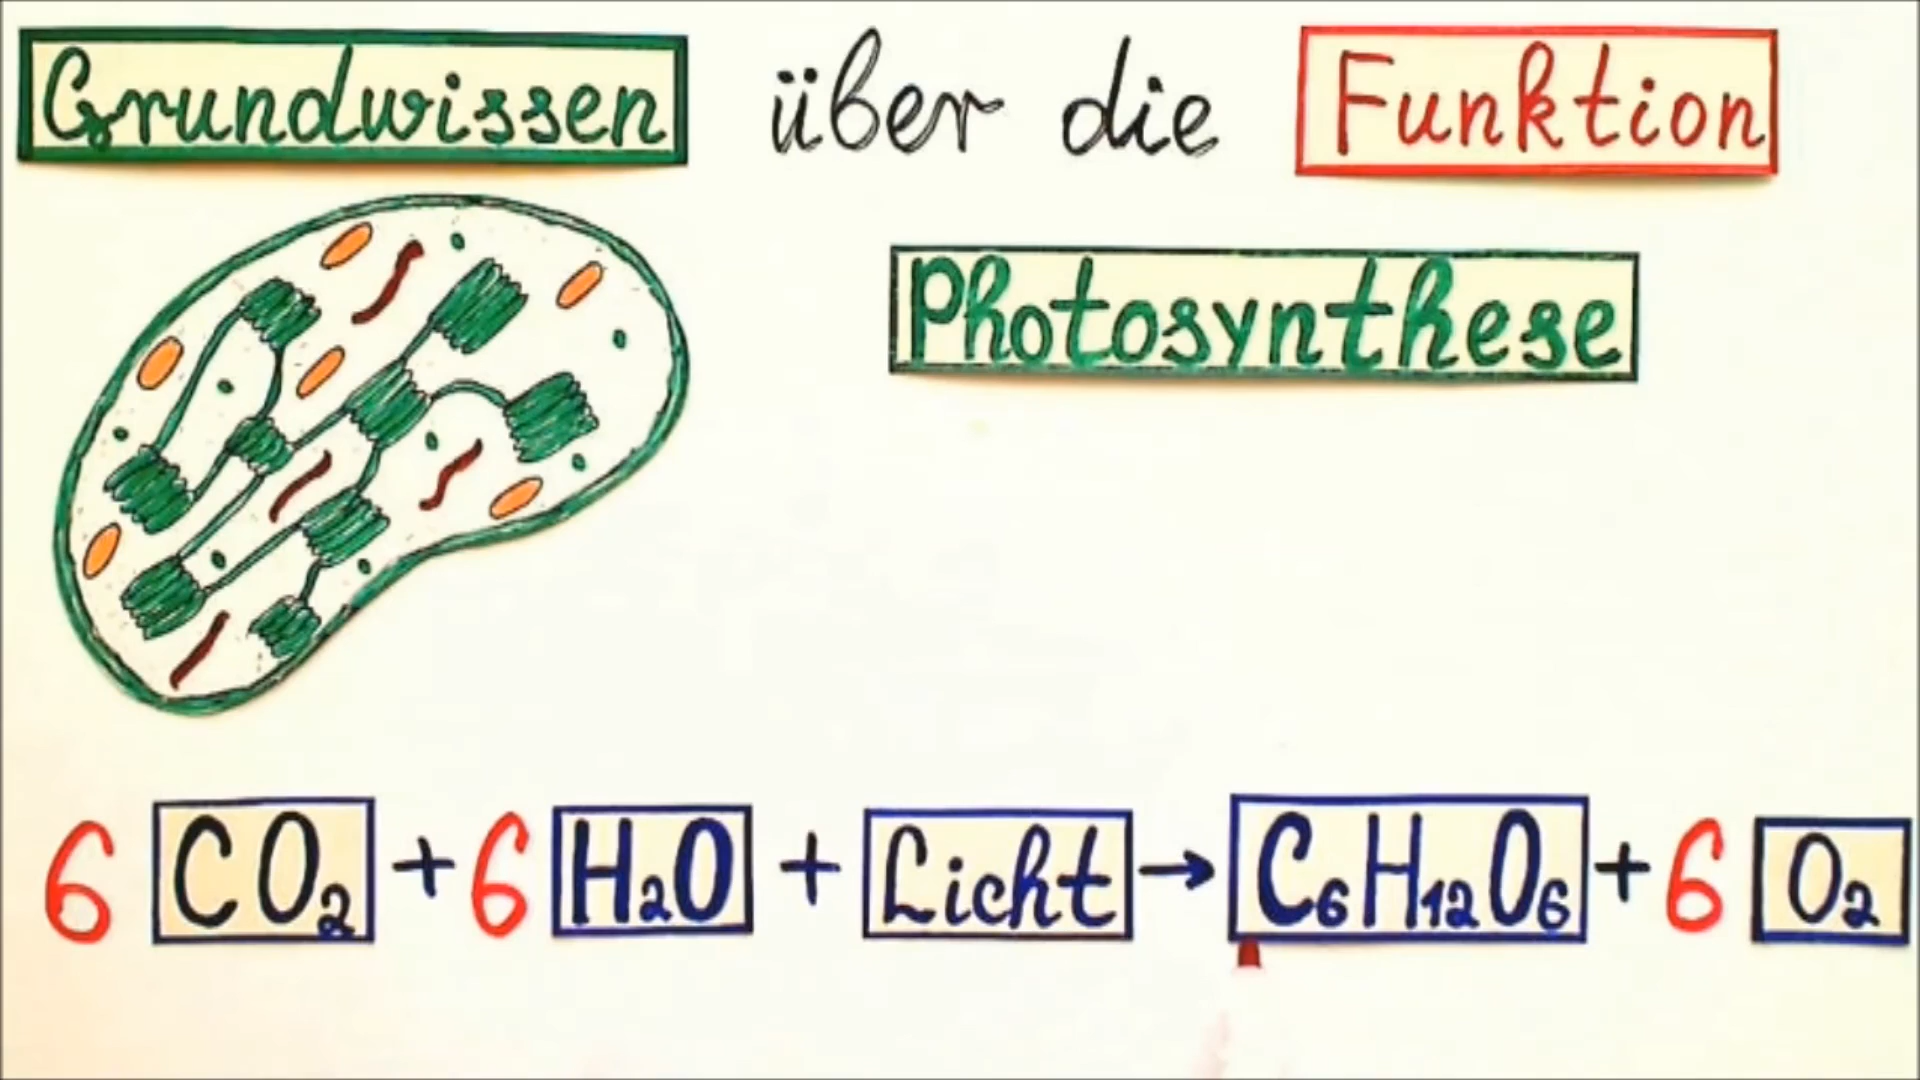 Grundwissen über die Funktion
Photosynthese
6 CO₂ + 6 H₂O + Licht → C₆H₁₂O₆ + 6 O₂